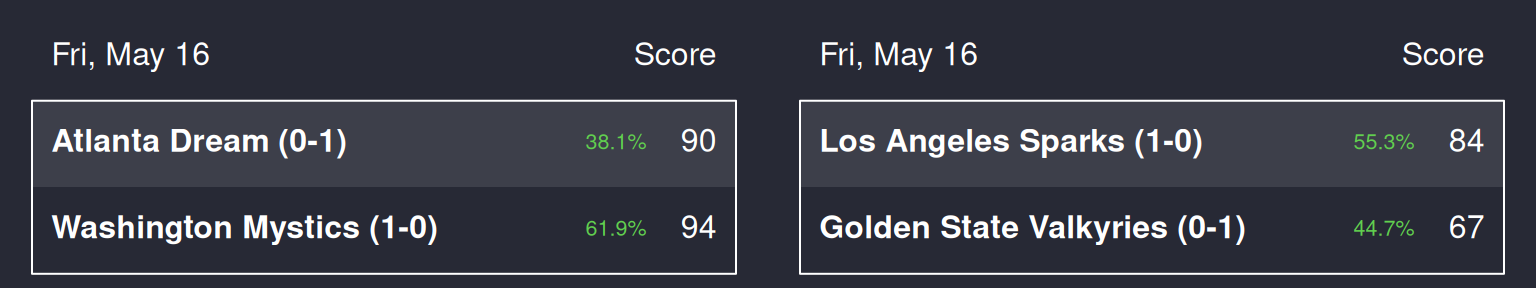 Fri, May 16 Score
Atlanta Dream (0-1) 38.1% 90
Washington Mystics (1-0) 61.9% 94
Fri, May 16 Score
Los Angeles Sparks (1-0) 55.3% 84
Golden State Valkyries (0-1) 44.7% 67